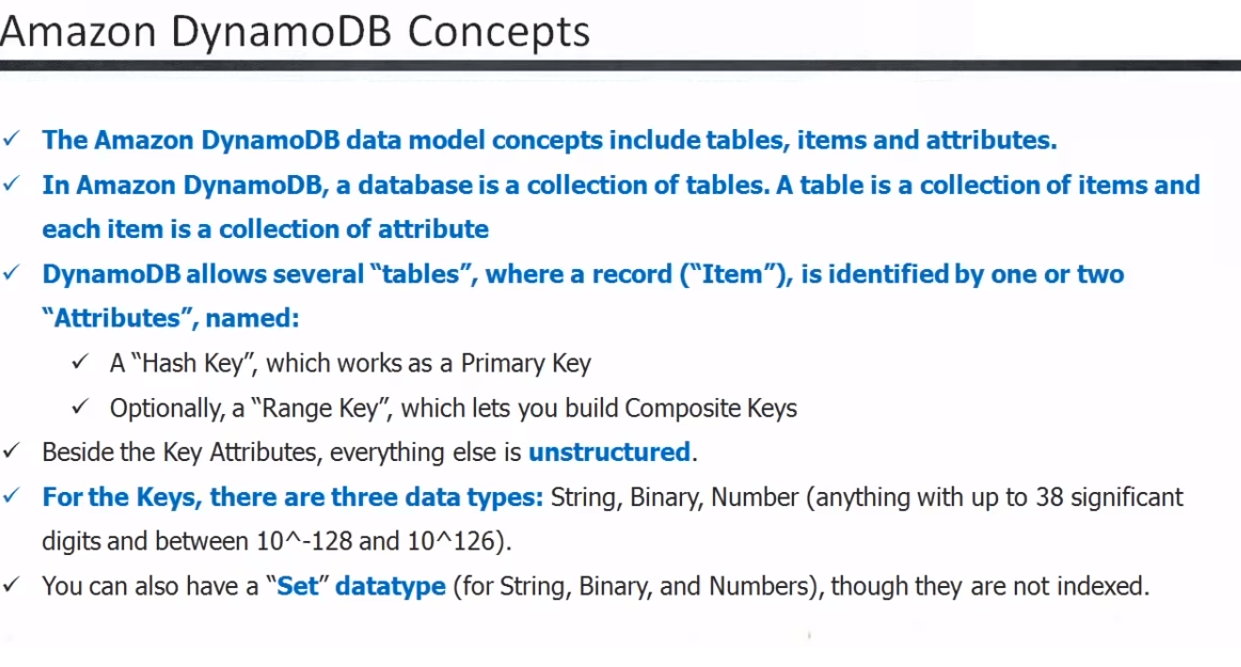 Amazon DynamoDB Concepts
✓ The Amazon DynamoDB data model concepts include tables, items and attributes.
✓ In Amazon DynamoDB, a database is a collection of tables. A table is a collection of items and
each item is a collection of attribute
✓ DynamoDB allows several “tables”, where a record (“Item”), is identified by one or two
“Attributes”, named:
✓ A “Hash Key”, which works as a Primary Key
✓ Optionally, a “Range Key”, which lets you build Composite Keys
✓ Beside the Key Attributes, everything else is unstructured.
✓ For the Keys, there are three data types: String, Binary, Number (anything with up to 38 significant
digits and between 10^-128 and 10^126).
✓ You can also have a “Set” datatype (for String, Binary, and Numbers), though they are not indexed.